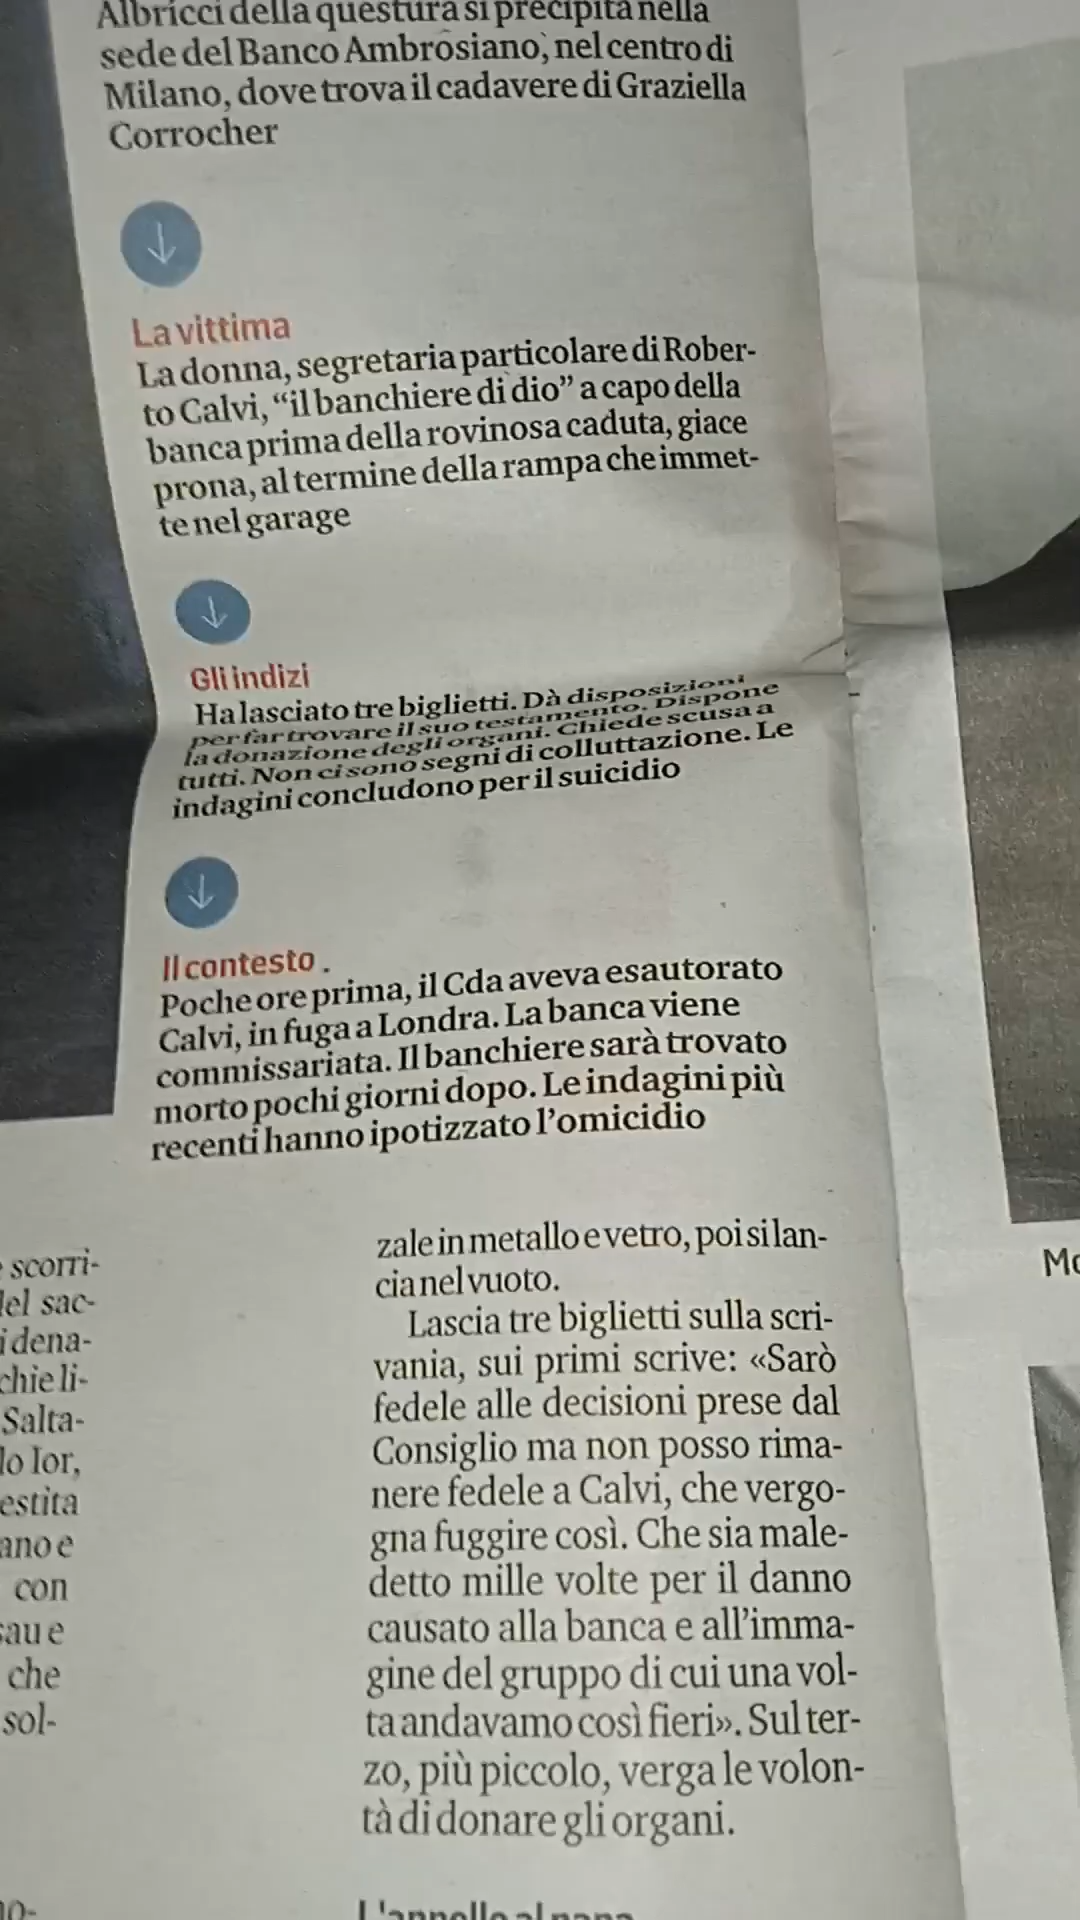 Albricci della questura si precipita nella
sede del Banco Ambrosiano, nel centro di
Milano, dove trova il cadavere di Graziella
Corrocher
La vittima
La donna, segretaria particolare di Rober-
to Calvi, “il banchiere di dio” a capo della
banca prima della rovinosa caduta, giace
prona, al termine della rampa che immet-
te nel garage
Gli indizi
Ha lasciato tre biglietti. Dà disposizioni
per far trovare il suo testamento. Dispone
la donazione degli organi. Chiede scusa a
tutti. Non ci sono segni di colluttazione. Le
indagini concludono per il suicidio
Il contesto .
Poche ore prima, il Cda aveva esautorato
Calvi, in fuga a Londra. La banca viene
commissariata. Il banchiere sarà trovato
morto pochi giorni dopo. Le indagini più
recenti hanno ipotizzato l’omicidio
scorri-
del sac-
i dena-
chie li-
Salta-
lo Ior,
estita
ano e
con
sau e
che
sol-
zale in metallo e vetro, poi si lan-
cia nel vuoto.
Lascia tre biglietti sulla scri-
vania, sui primi scrive: «Sarò
fedele alle decisioni prese dal
Consiglio ma non posso rima-
nere fedele a Calvi, che vergo-
gna fuggire così. Che sia male-
detto mille volte per il danno
causato alla banca e all’imma-
gine del gruppo di cui una vol-
ta andavamo così fieri». Sul ter-
zo, più piccolo, verga le volon-
tà di donare gli organi.
L'appello al papa
Mo